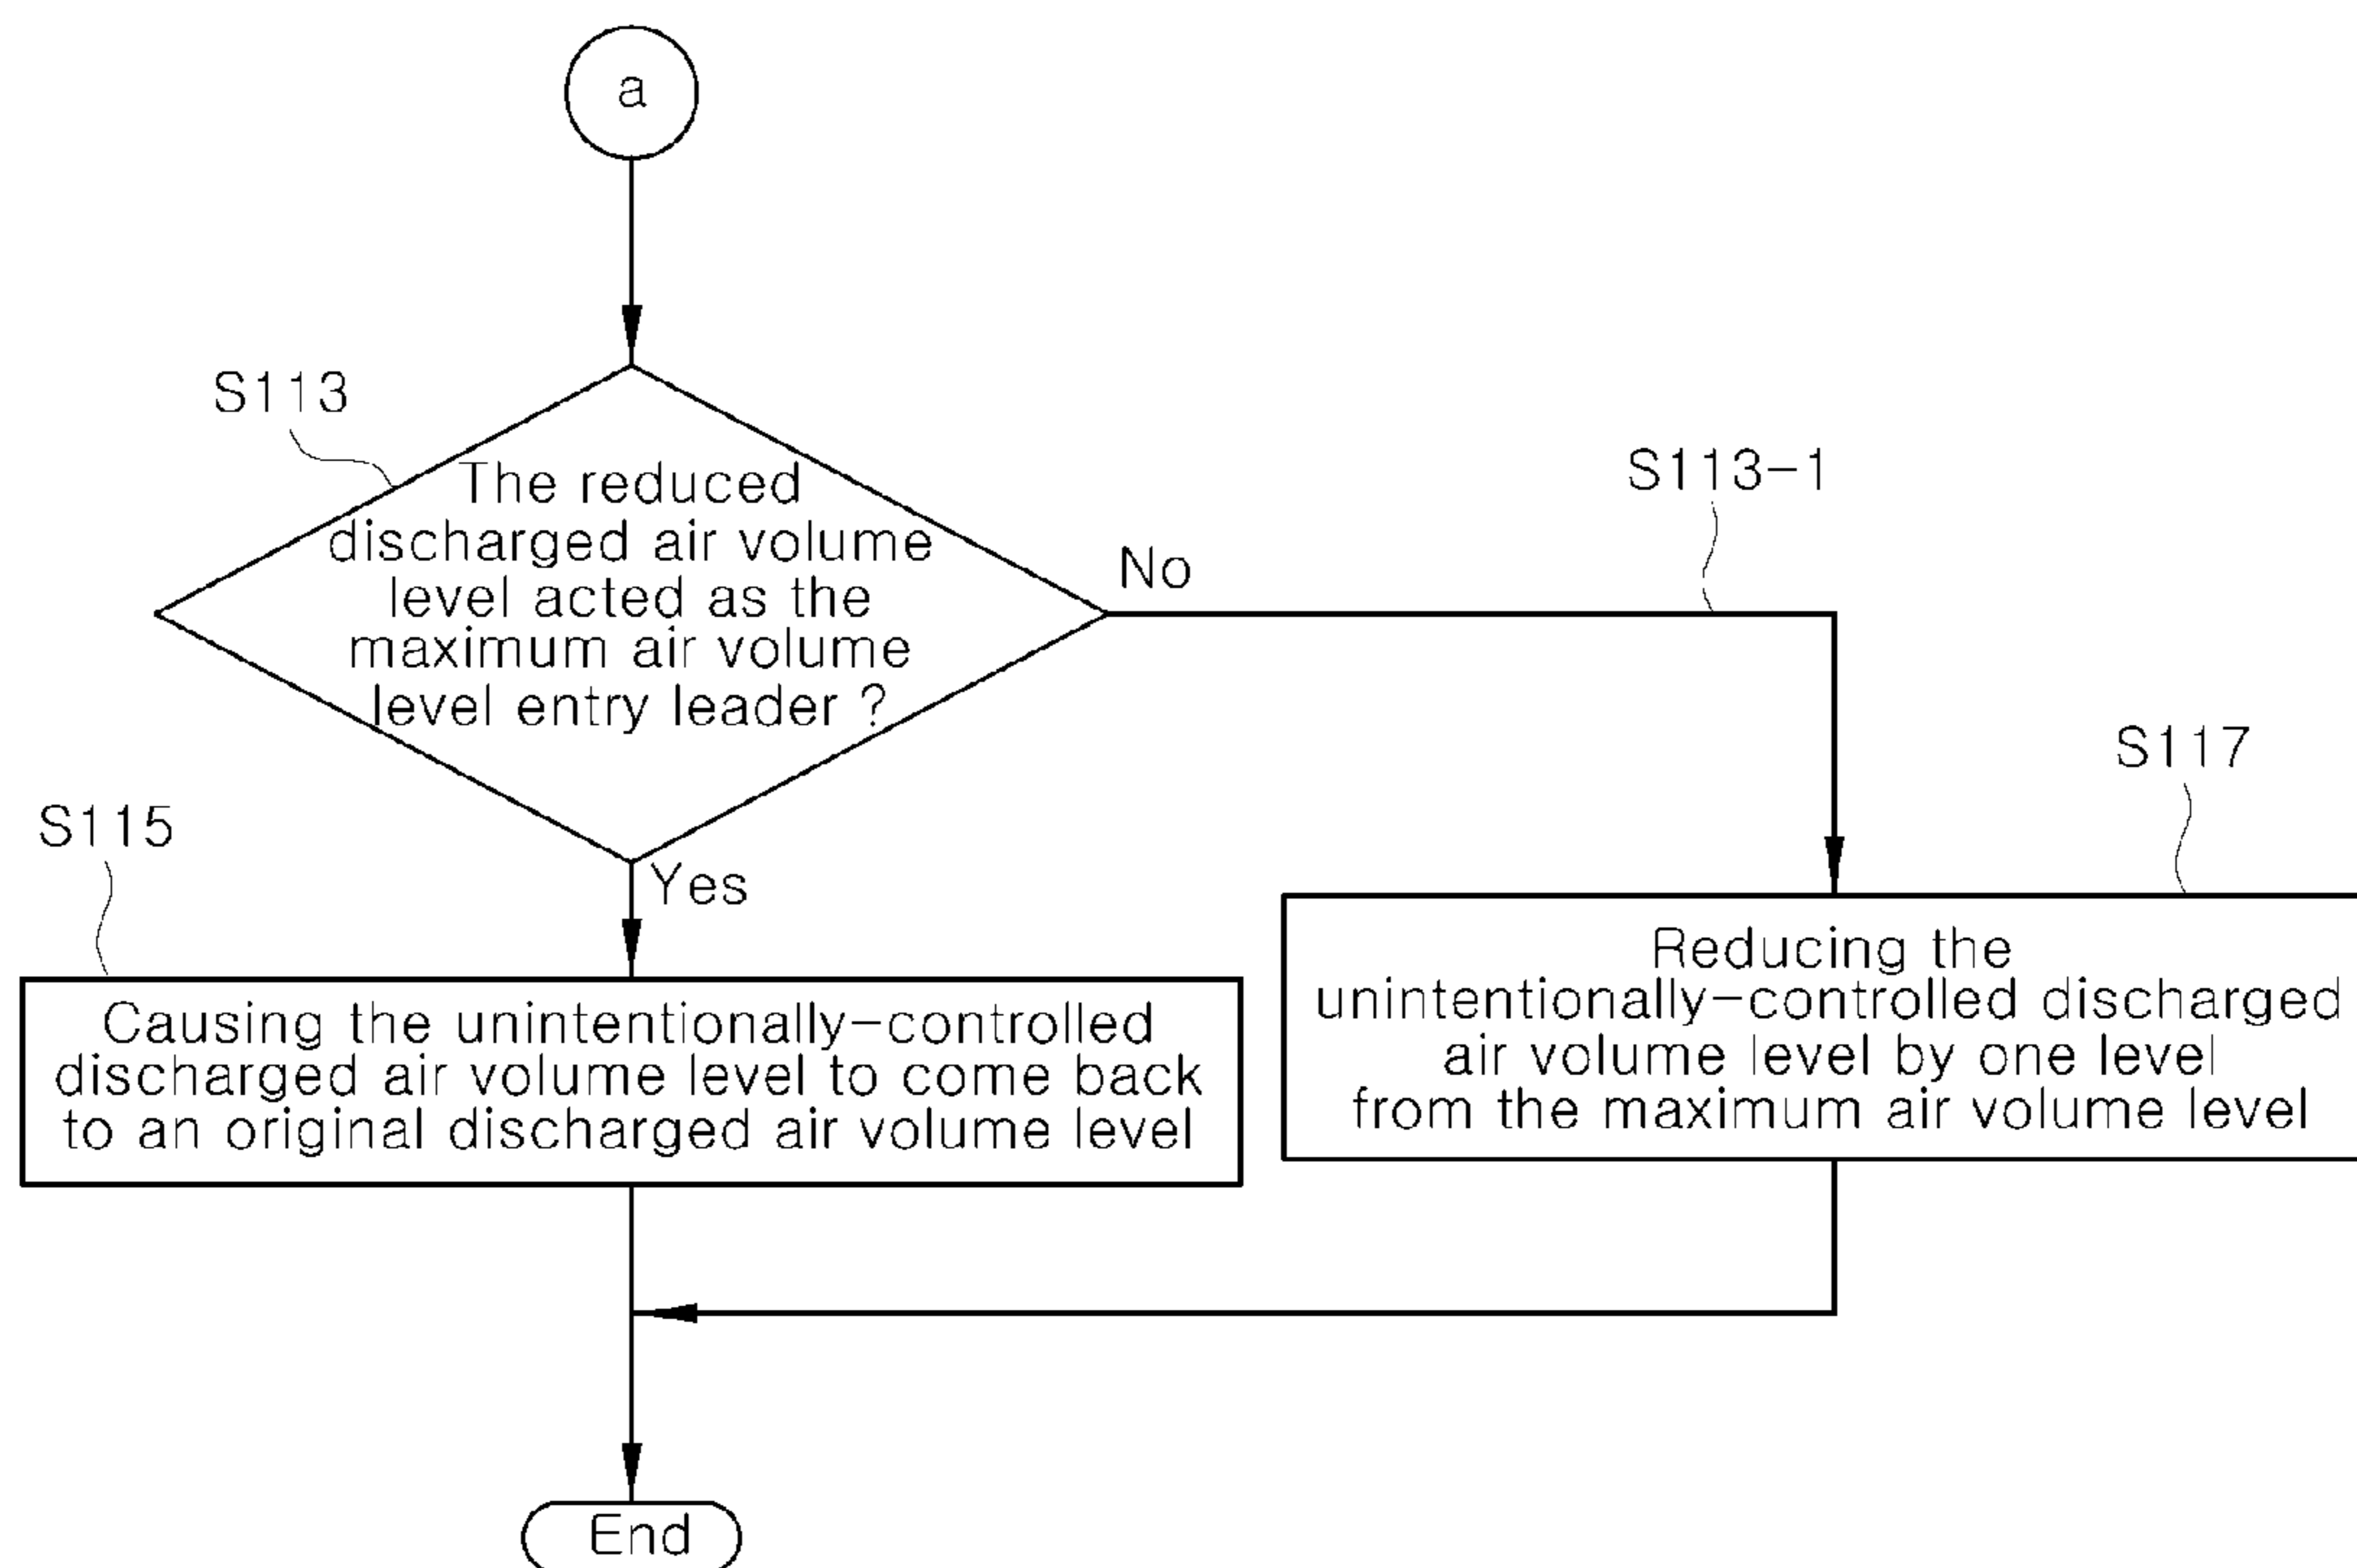 a
S113
The reduced
discharged air volume
level acted as the
maximum air volume
level entry leader ?
No
S113-1
S117
Yes
S115
Causing the unintentionally-controlled
discharged air volume level to come back
to an original discharged air volume level
Reducing the
unintentionally-controlled discharged
air volume level by one level
from the maximum air volume level
End